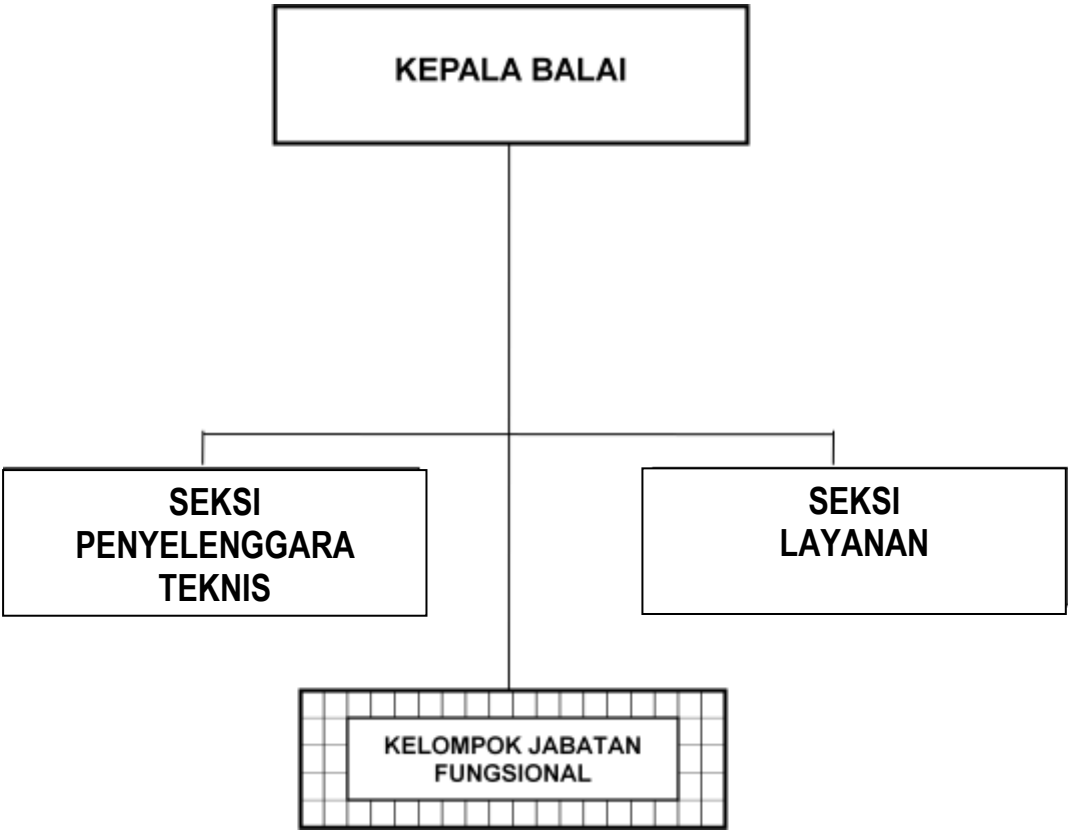 KEPALA BALAI
SEKSI
PENYELENGGARA
TEKNIS
SEKSI
LAYANAN
KELOMPOK JABATAN
FUNGSIONAL